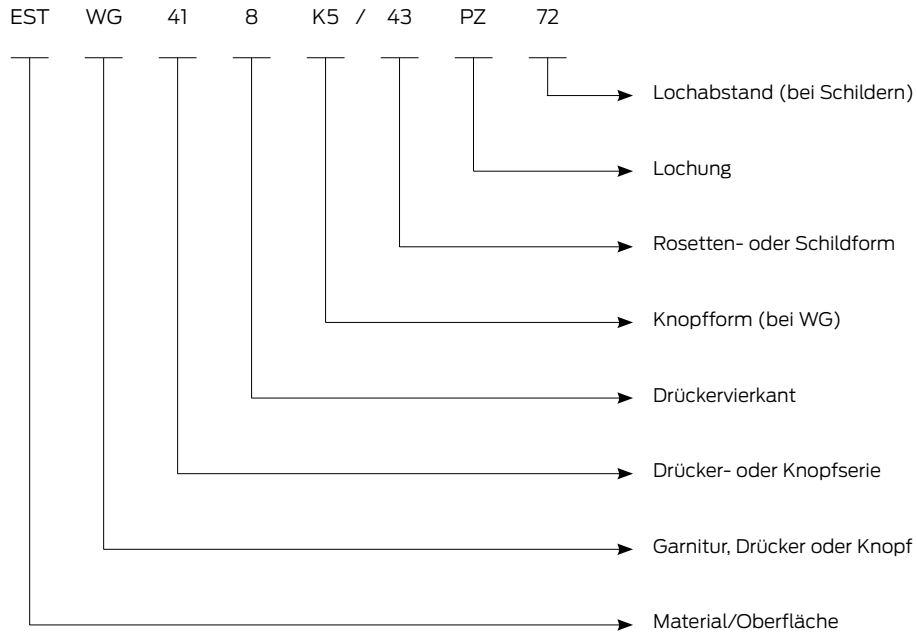 EST WG 41 8 K5 / 43 PZ 72
Lochabstand (bei Schildern)
Lochung
Rosetten- oder Schildform
Knopfform (bei WG)
Drückervierkant
Drücker- oder Knopfserie
Garnitur, Drücker oder Knopf
Material/Oberfläche